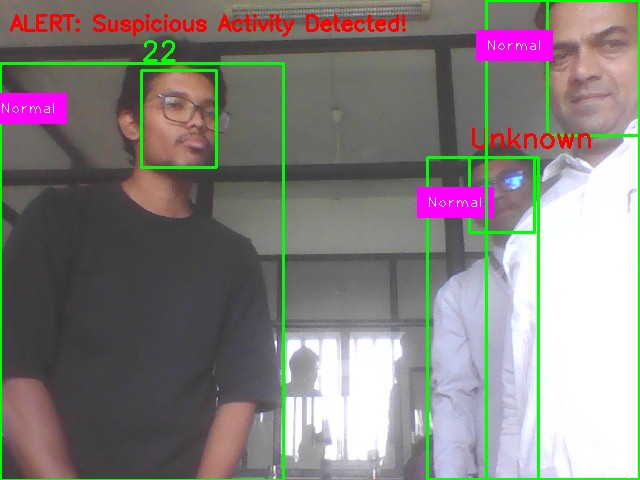 ALERT: Suspicious Activity Detected!
22
Normal
Normal
Unknown
Normal